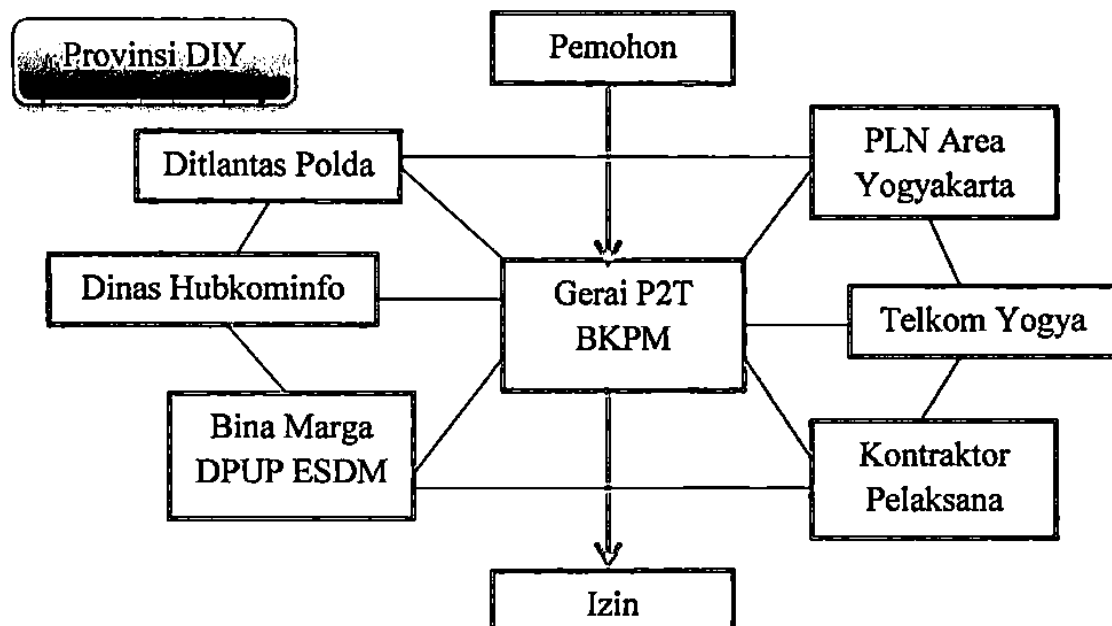 Provinsi DIY
Pemohon
Ditlantas Polda
PLN Area
Yogyakarta
Dinas Hubkominfo
Gerai P2T
BKPM
Telkom Yogya
Bina Marga
DPUP ESDM
Kontraktor
Pelaksana
Izin